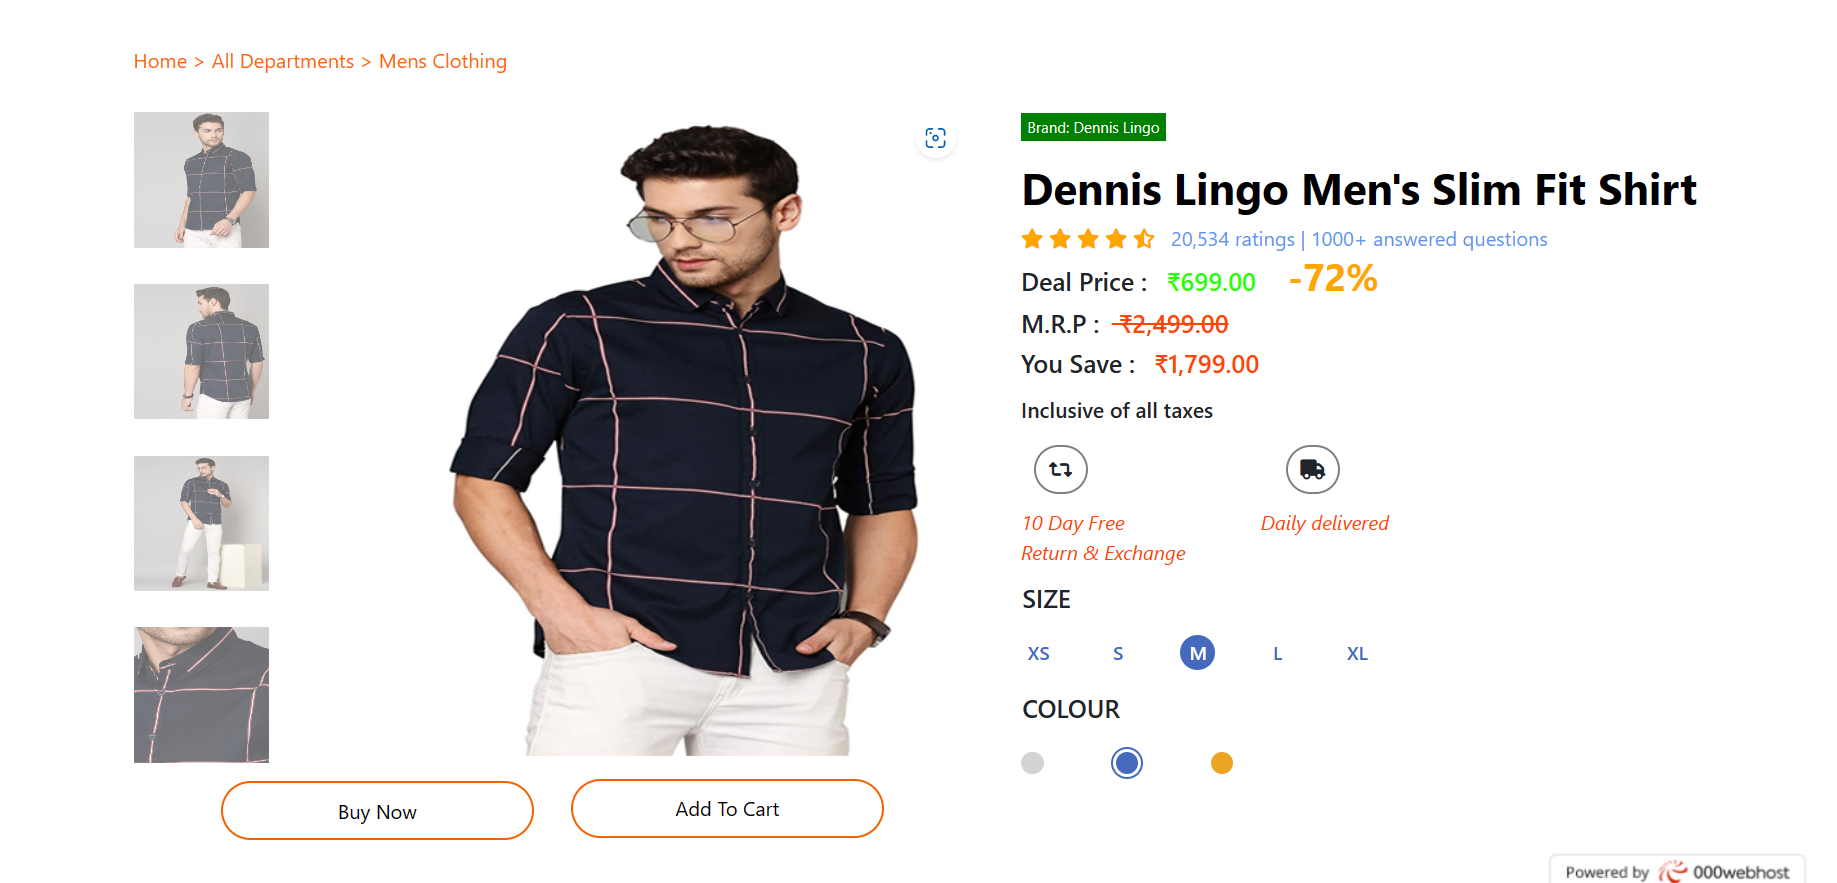 Home > All Departments > Mens Clothing
Brand: Dennis Lingo
Dennis Lingo Men's Slim Fit Shirt
20,534 ratings | 1000+ answered questions
Deal Price : ₹699.00 -72%
M.R.P : ₹2,499.00
You Save : ₹1,799.00
Inclusive of all taxes
10 Day Free
Return & Exchange
Daily delivered
SIZE
XS S M L XL
COLOUR
Buy Now
Add To Cart
Powered by 000webhost